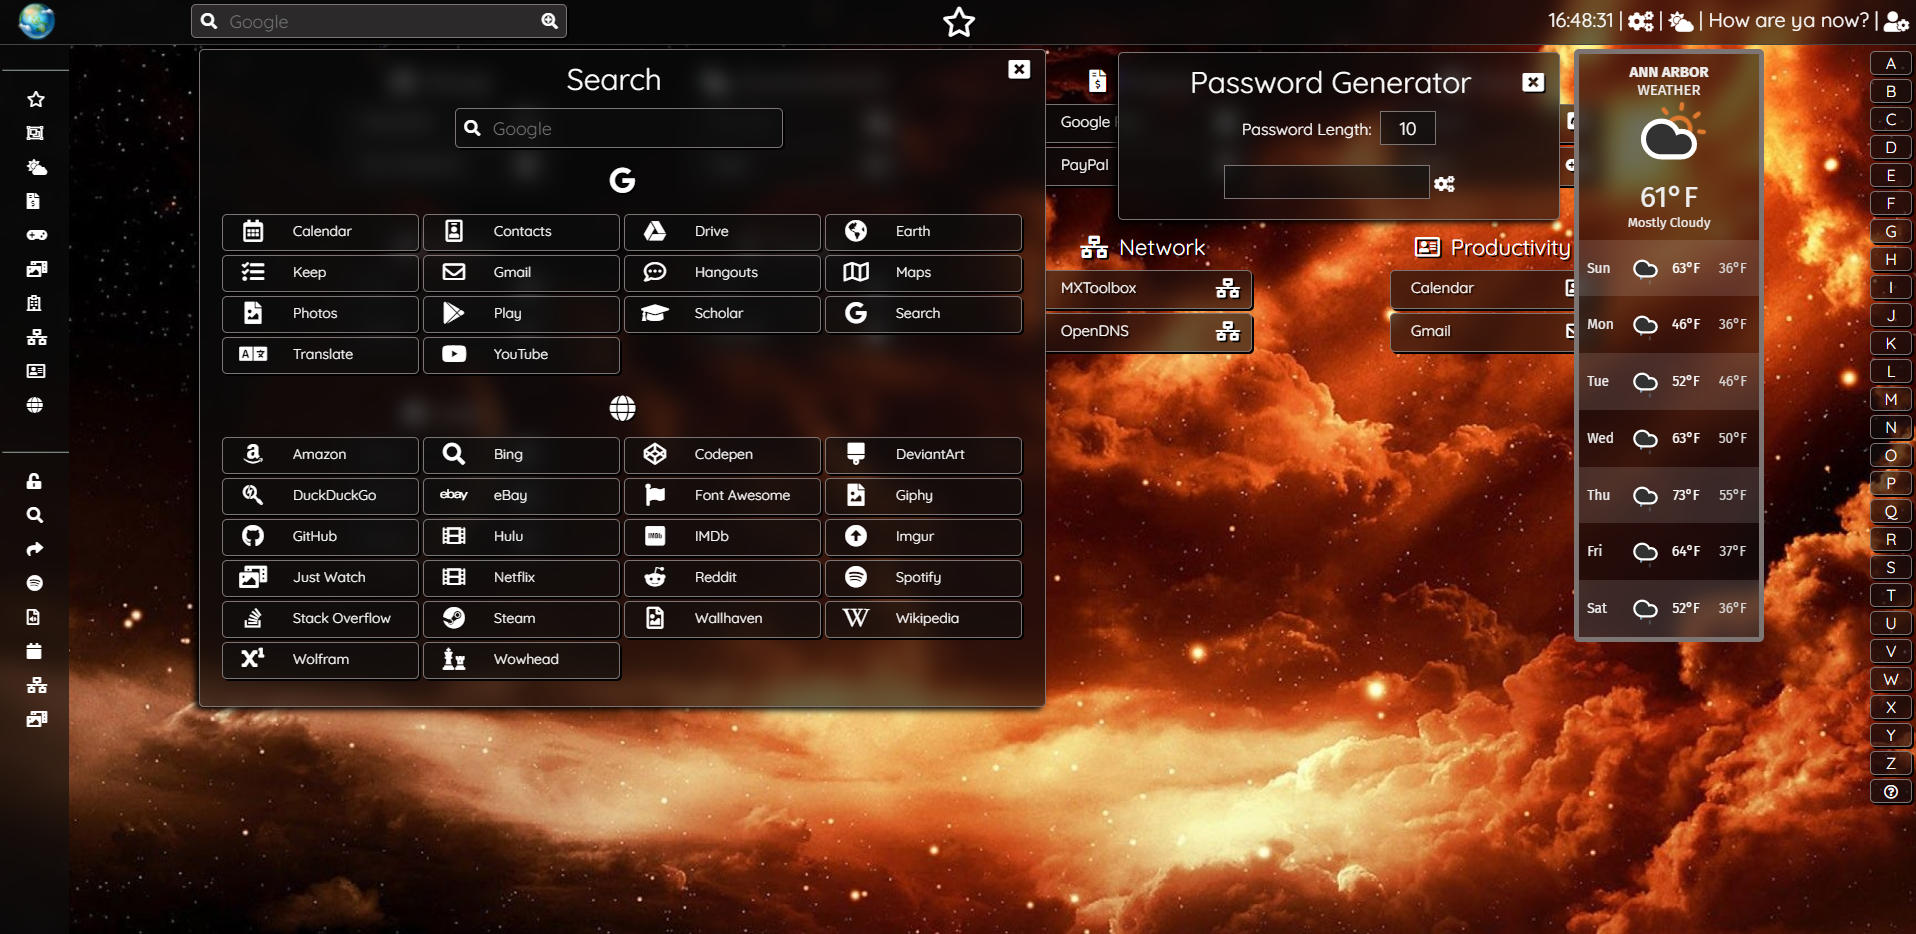 Google
16:48:31 | | | How are ya now? |
Search
Google
Calendar
Contacts
Drive
Earth
Keep
Gmail
Hangouts
Maps
Photos
Play
Scholar
Search
Translate
YouTube
Amazon
Bing
Codepen
DeviantArt
DuckDuckGo
eBay
Font Awesome
Giphy
GitHub
Hulu
IMDb
Imgur
Just Watch
Netflix
Reddit
Spotify
Stack Overflow
Steam
Wallhaven
Wikipedia
Wolfram
Wowhead
Google
PayPal
Password Generator
Password Length: 10
Network
MXToolbox
OpenDNS
Productivity
Calendar
Gmail
ANN ARBOR
WEATHER
61°F
Mostly Cloudy
Sun 63°F 36°F
Mon 46°F 36°F
Tue 52°F 46°F
Wed 63°F 50°F
Thu 73°F 55°F
Fri 64°F 37°F
Sat 52°F 36°F
A
B
C
D
E
F
G
H
I
J
K
L
M
N
O
P
Q
R
S
T
U
V
W
X
Y
Z